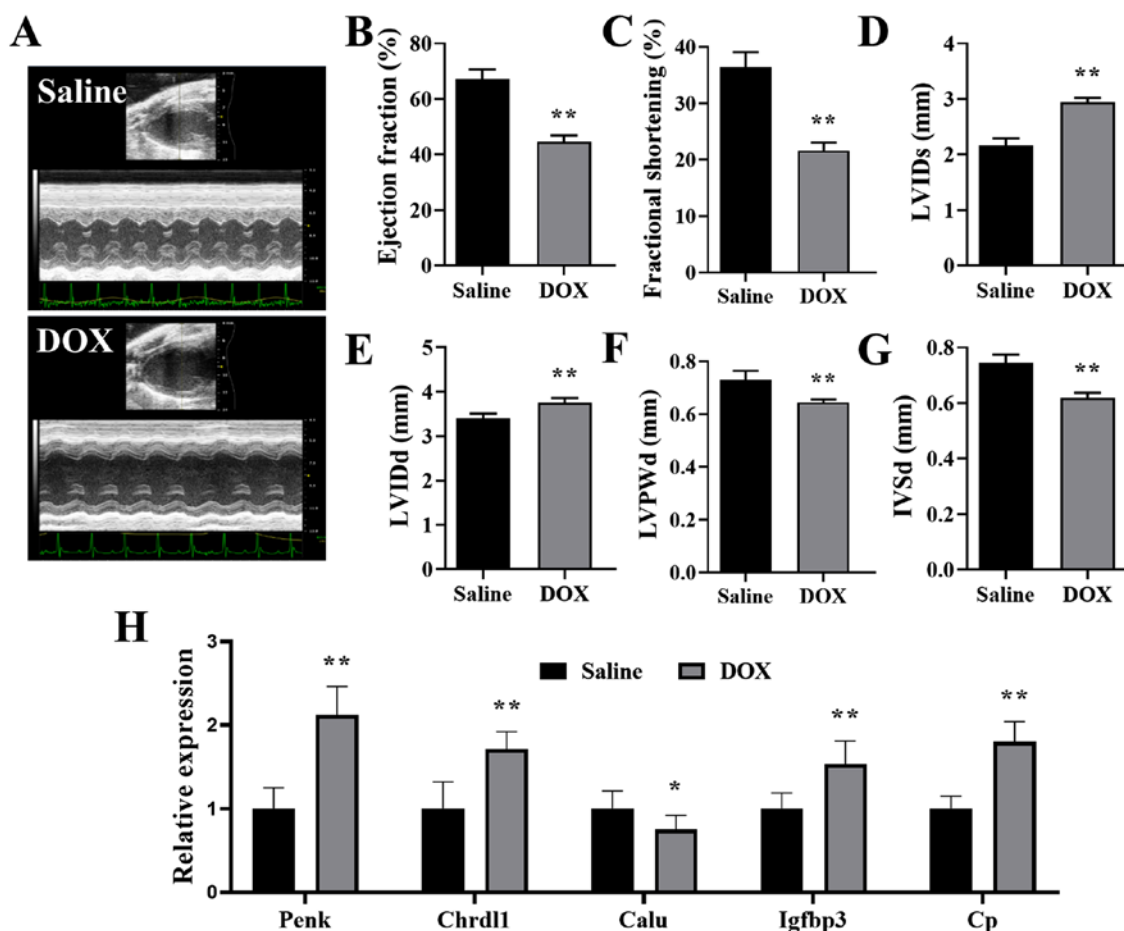 A
Saline
DOX
B
Ejection fraction (%)
80
60
40
20
0
**
Saline DOX
C
Fractional shortening (%)
40
30
20
10
0
**
Saline DOX
D
LVIDs (mm)
4
3
2
1
0
**
Saline DOX
E
LVIDd (mm)
5
4
3
2
1
0
**
Saline DOX
F
LVPWd (mm)
0.8
0.6
0.4
0.2
0.0
**
Saline DOX
G
IVSd (mm)
0.8
0.6
0.4
0.2
0.0
**
Saline DOX
H
Relative expression
3
2
1
0
Saline DOX
** ** * ** **
Penk Chrdl1 Calu Igfbp3 Cp